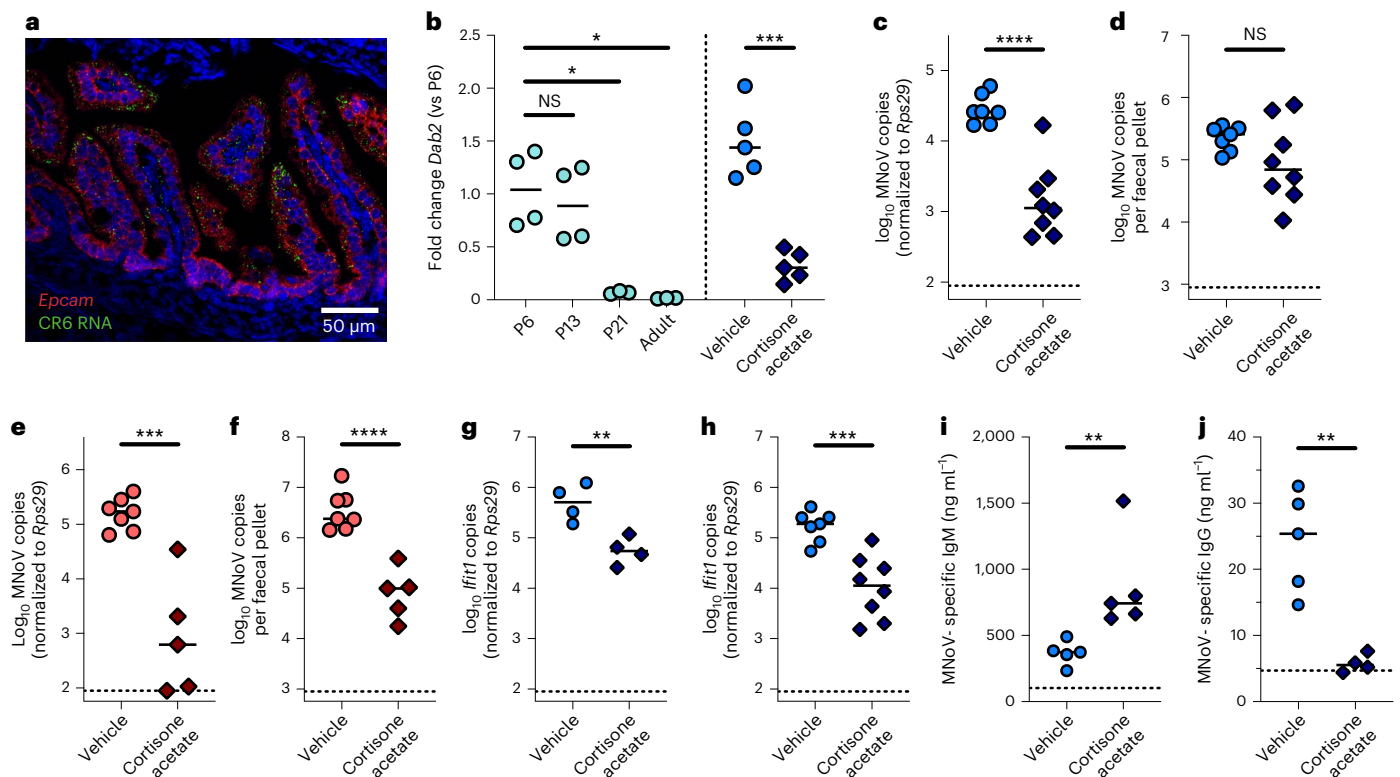 a
Epcam
CR6 RNA
50 µm
b
Fold change Dab2 (vs P6)
2.5
2.0
1.5
1.0
0.5
0
*
*
NS
***
P6
P13
P21
Adult
Vehicle
Cortisone
acetate
c
log10 MNoV copies
(normalized to Rps29)
5
4
3
2
****
Vehicle
Cortisone
acetate
d
log10 MNoV copies
per faecal pellet
7
6
5
4
3
NS
Vehicle
Cortisone
acetate
e
Log10 MNoV copies
(normalized to Rps29)
6
5
4
3
2
***
Vehicle
Cortisone
acetate
f
log10 MNoV copies
per faecal pellet
8
7
6
5
4
3
****
Vehicle
Cortisone
acetate
g
log10 Ifit1 copies
(normalized to Rps29)
7
6
5
4
3
2
**
Vehicle
Cortisone
acetate
h
log10 Ifit1 copies
(normalized to Rps29)
7
6
5
4
3
2
***
Vehicle
Cortisone
acetate
i
MNoV- specific IgM (ng ml−1)
2,000
1,500
1,000
500
0
**
Vehicle
Cortisone
acetate
j
MNoV- specific IgG (ng ml−1)
40
30
20
10
0
**
Vehicle
Cortisone
acetate